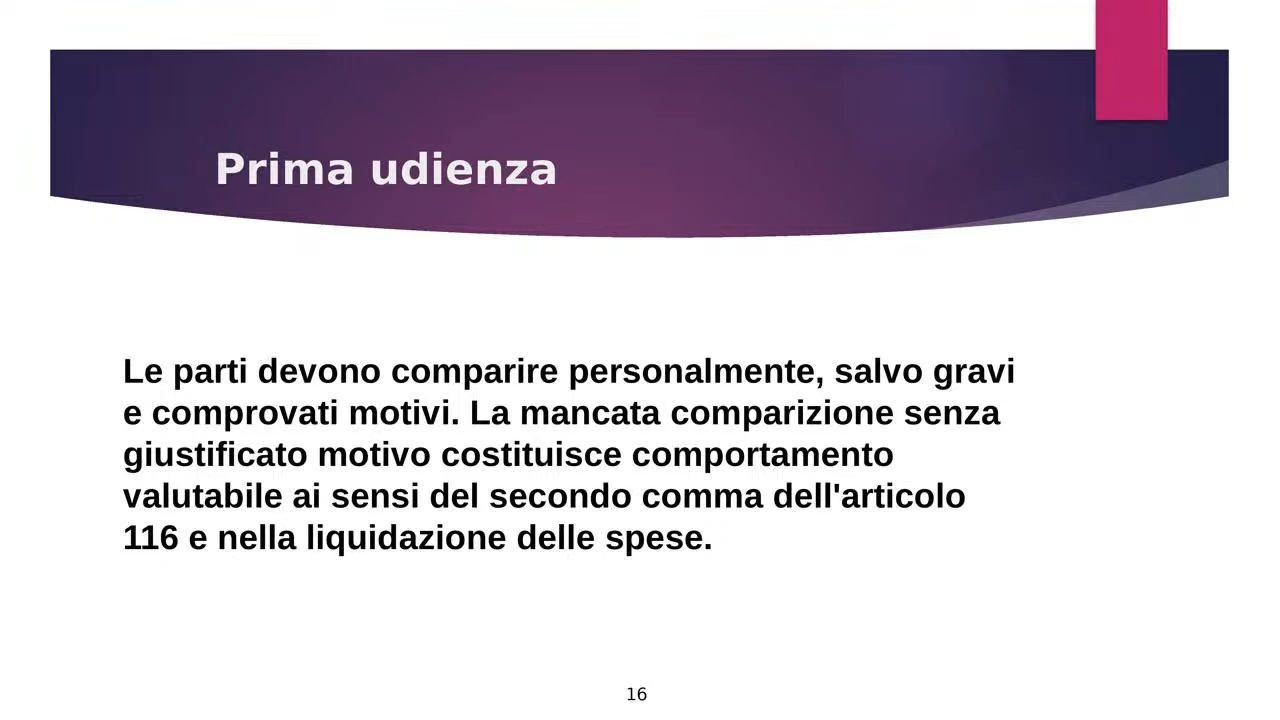 Prima udienza
Le parti devono comparire personalmente, salvo gravi
e comprovati motivi. La mancata comparizione senza
giustificato motivo costituisce comportamento
valutabile ai sensi del secondo comma dell'articolo
116 e nella liquidazione delle spese.
16